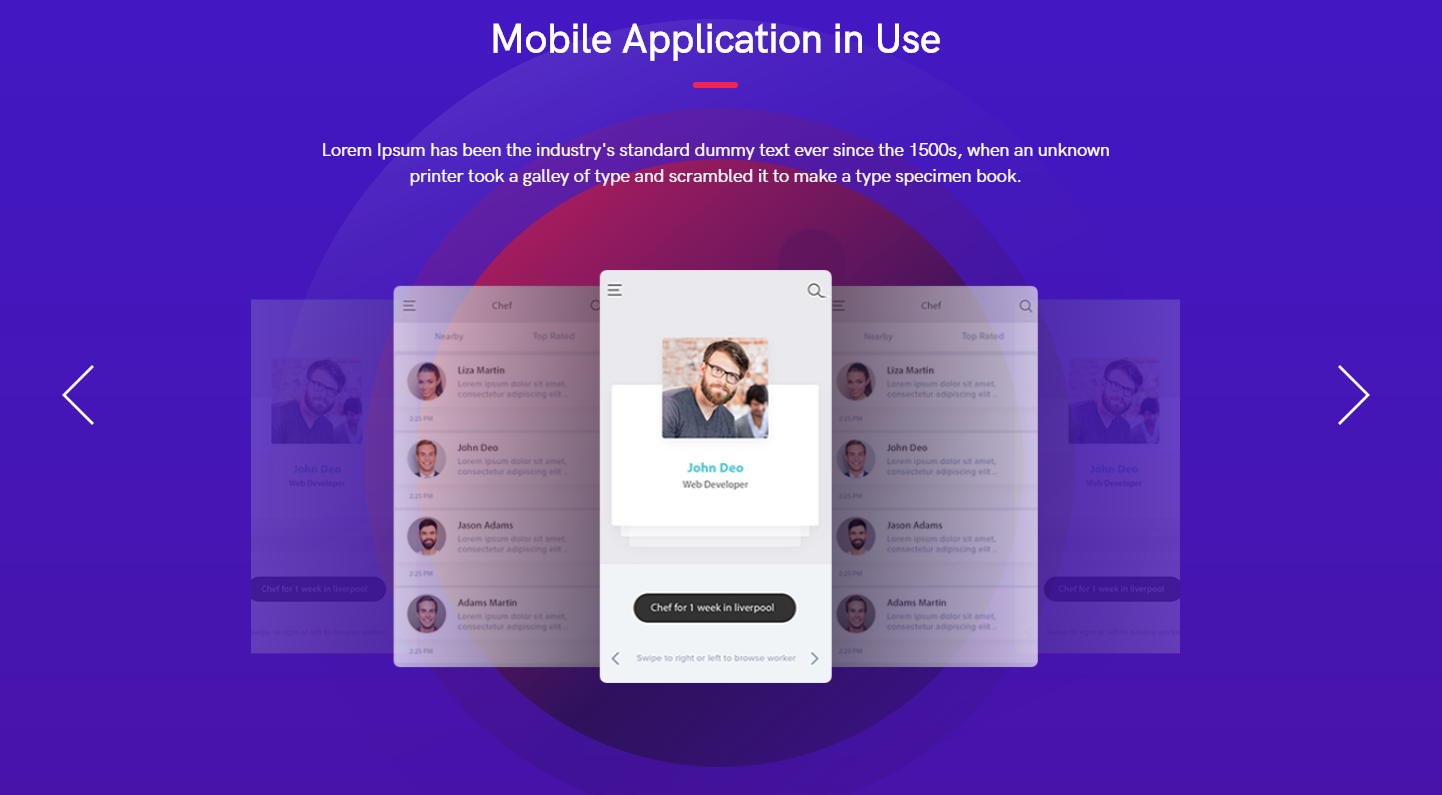 Mobile Application in Use
Lorem Ipsum has been the industry's standard dummy text ever since the 1500s, when an unknown
printer took a galley of type and scrambled it to make a type specimen book.
John Deo
Web Developer
Chef for 1 week in liverpool
swipe to right or left to browse worker
Chef
Nearby
Top Rated
Liza Martin
Lorem ipsum dolor sit amet,
consectetur adipiscing elit ..
2:25 PM
John Deo
Lorem ipsum dolor sit amet,
consectetur adipiscing elit ..
2:25 PM
Jason Adams
Lorem ipsum dolor sit amet,
consectetur adipiscing elit ..
2:25 PM
Adams Martin
Lorem ipsum dolor sit amet,
consectetur adipiscing elit ..
2:25 PM
John Deo
Web Developer
Chef for 1 week in liverpool
Swipe to right or left to browse worker
Chef
Nearby
Top Rated
Liza Martin
Lorem ipsum dolor sit amet,
consectetur adipiscing elit ..
2:25 PM
John Deo
Lorem ipsum dolor sit amet,
consectetur adipiscing elit ..
2:25 PM
Jason Adams
Lorem ipsum dolor sit amet,
consectetur adipiscing elit ..
2:25 PM
Adams Martin
Lorem ipsum dolor sit amet,
consectetur adipiscing elit ..
2:25 PM
John Deo
Web Developer
Chef for 1 week in liverpool
Swipe to right or left to browse